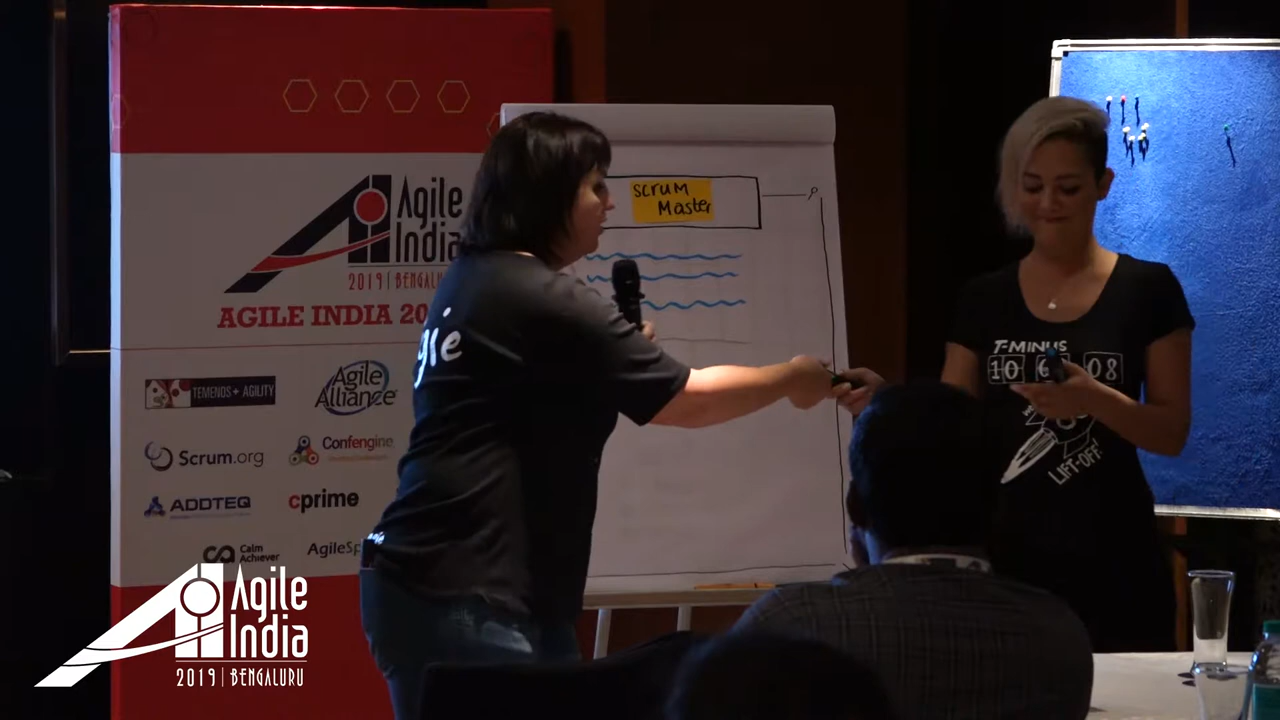 Agile
India
2019 | BENGALU
AGILE INDIA 20
TEMENOS + AGILITY
Agile
Alliance
Scrum.org
Confengine
ADDTEQ
cprime
Calm
Achiever
AgileSp
gie
Scrum
Master
T-MINUS
10
08
LIFT-OFF!
Agile
India
2019 | BENGALURU